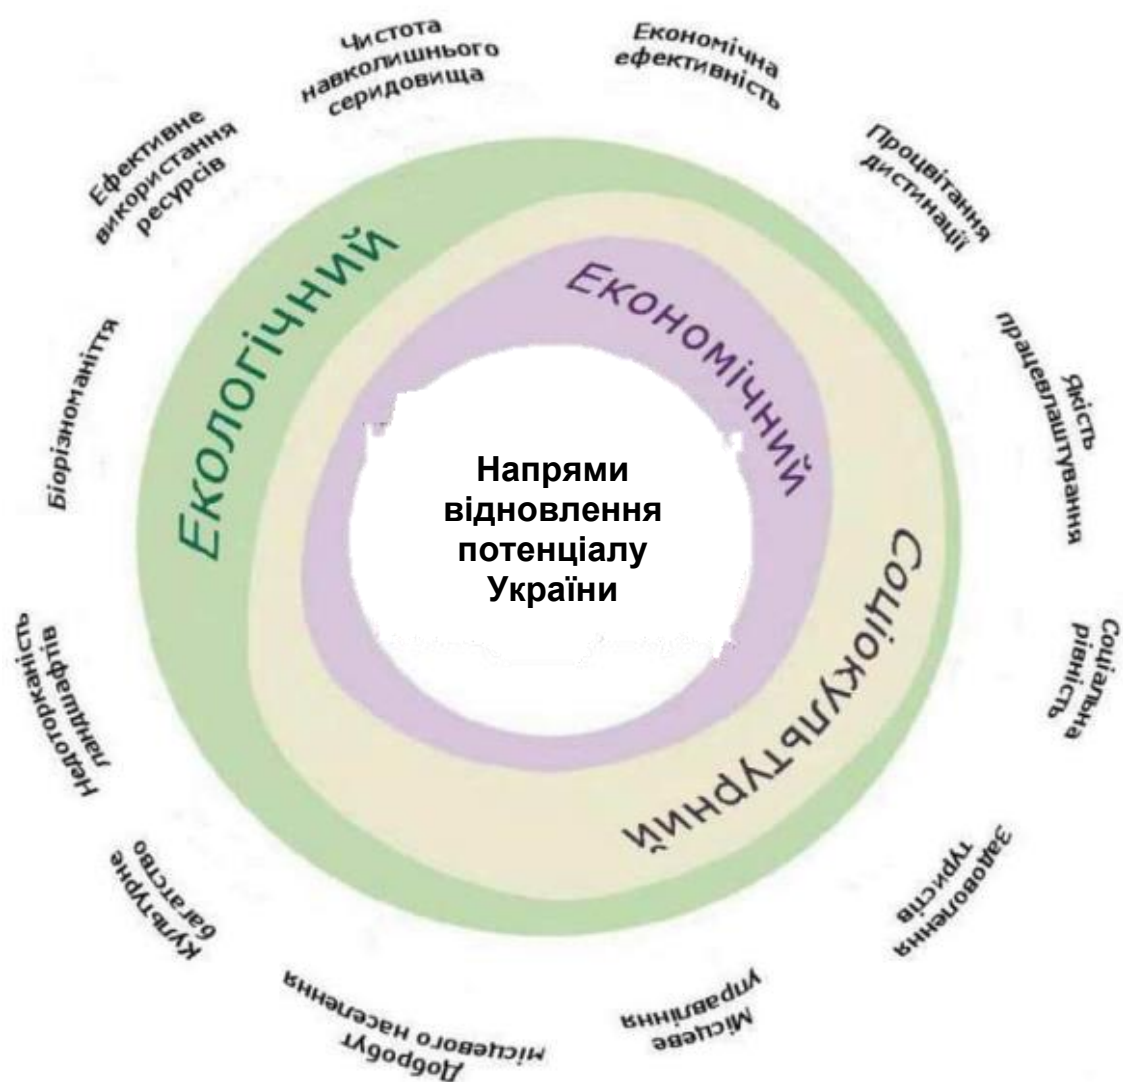 Чистота
навколишнього
серидовища
Економічна
ефективність
Процвітання
дистинації
Якість
працевлаштування
Соціальна
рівність
Задоволення
туристів
Місцеве
управління
Добробут
місцевого населення
Культурне
багатство
Недоторканість
ландшафтів
Біорізноманіття
Ефективне
використання
ресурсів
Екологічний
Економічний
Соціокультурний
Напрями
відновлення
потенціалу
України